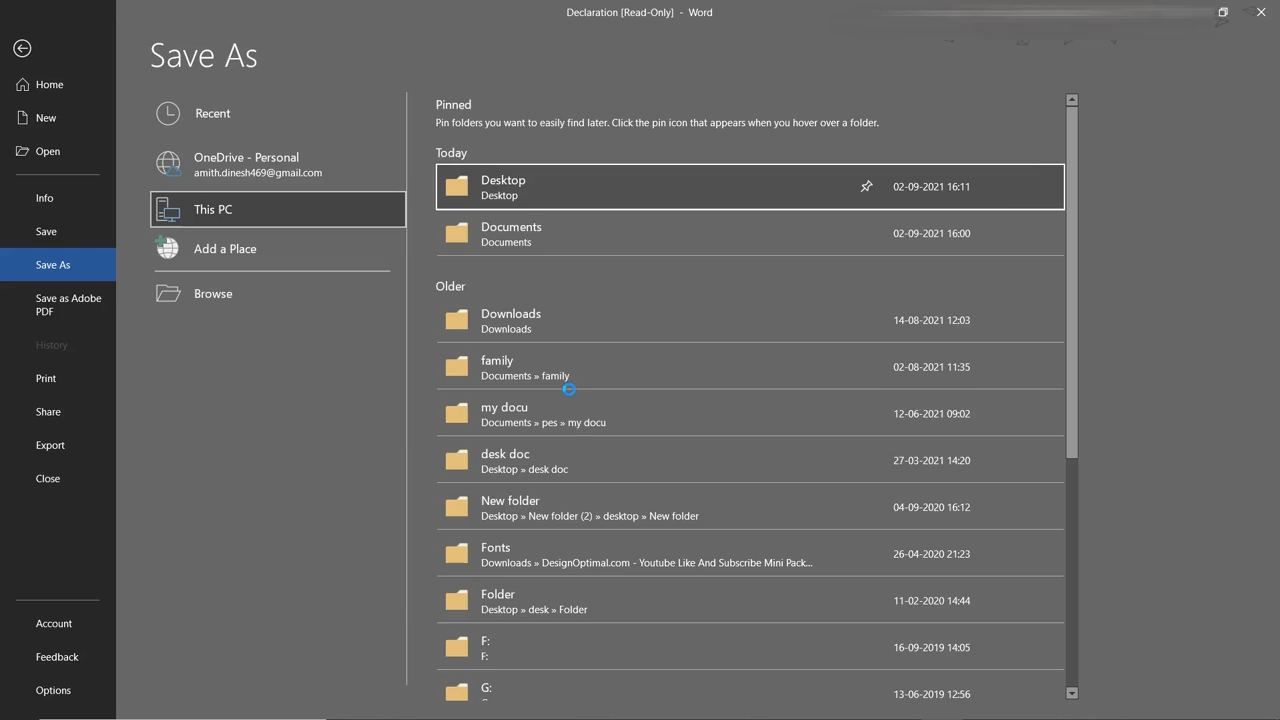 Declaration [Read-Only] - Word
Save As
Home
New
Open
Info
Save
Save As
Save as Adobe
PDF
History
Print
Share
Export
Close
Account
Feedback
Options
Recent
OneDrive - Personal
amith.dinesh469@gmail.com
This PC
Add a Place
Browse
Pinned
Pin folders you want to easily find later. Click the pin icon that appears when you hover over a folder.
Today
Desktop
Desktop
02-09-2021 16:11
Documents
Documents
02-09-2021 16:00
Older
Downloads
Downloads
14-08-2021 12:03
family
Documents » family
02-08-2021 11:35
my docu
Documents » pes » my docu
12-06-2021 09:02
desk doc
Desktop » desk doc
27-03-2021 14:20
New folder
Desktop » New folder (2) » desktop » New folder
04-09-2020 16:12
Fonts
Downloads » DesignOptimal.com - Youtube Like And Subscribe Mini Pack...
26-04-2020 21:23
Folder
Desktop » desk » Folder
11-02-2020 14:44
F:
F:
16-09-2019 14:05
G:
13-06-2019 12:56